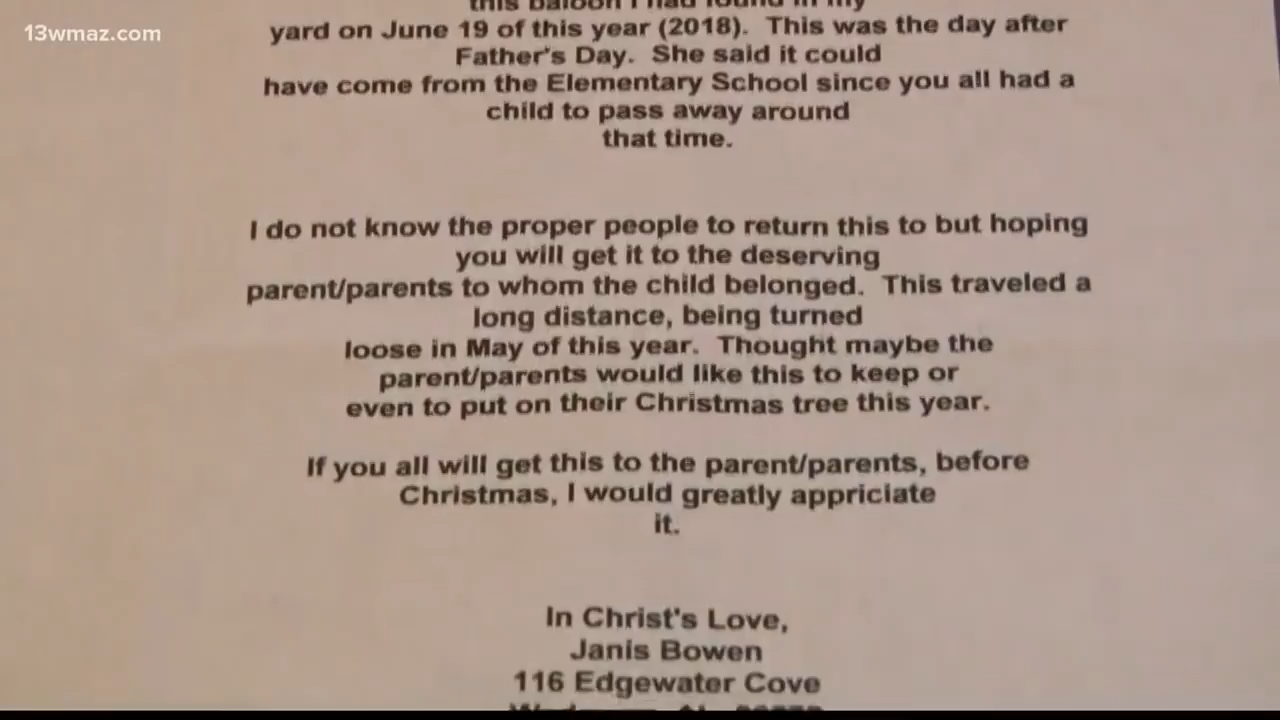 13wmaz.com
this baloon I had found in my
yard on June 19 of this year (2018). This was the day after
Father's Day. She said it could
have come from the Elementary School since you all had a
child to pass away around
that time.
I do not know the proper people to return this to but hoping
you will get it to the deserving
parent/parents to whom the child belonged. This traveled a
long distance, being turned
loose in May of this year. Thought maybe the
parent/parents would like this to keep or
even to put on their Christmas tree this year.
If you all will get this to the parent/parents, before
Christmas, I would greatly appriciate
it.
In Christ's Love,
Janis Bowen
116 Edgewater Cove